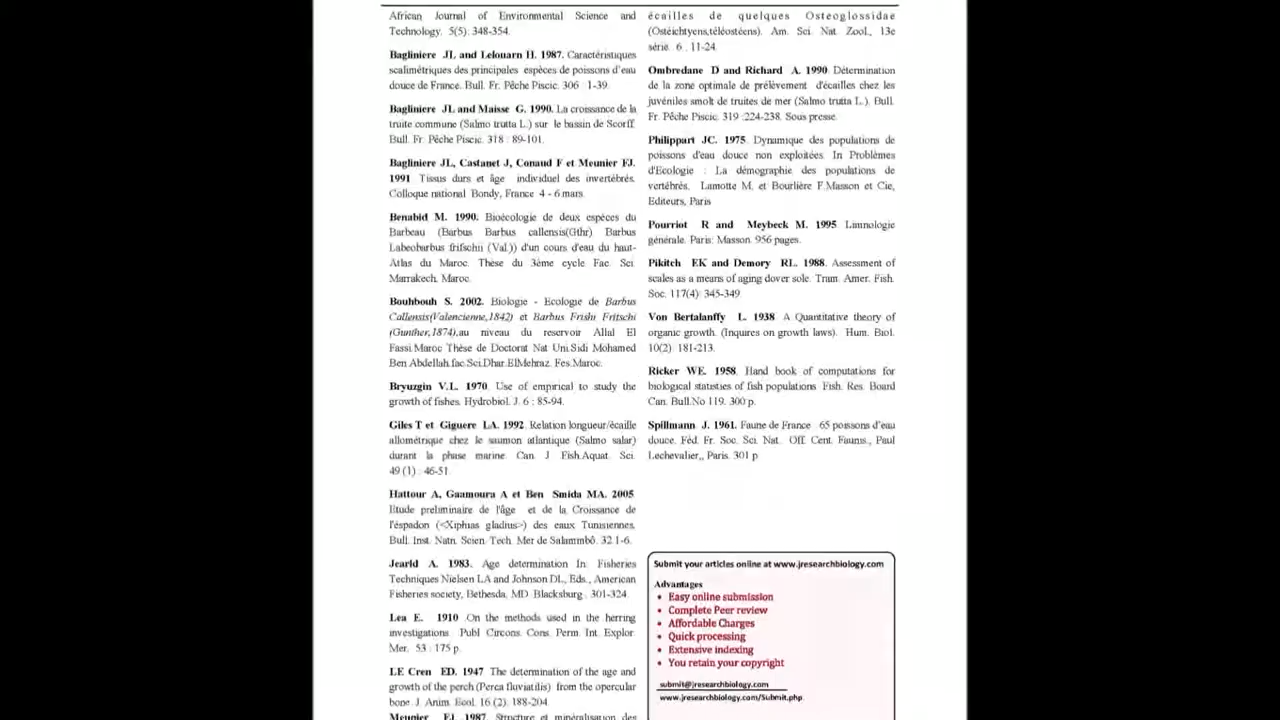 African Journal of Environmental Science and
Technology. 5(5): 348-354.
Bagliniere JL and Lelouarn H. 1987. Caractéristiques
scalimétriques des principales espèces de poissons d'eau
douce de France. Bull. Fr. Pêche Piscic. 306 : 1-39.
Bagliniere JL and Maisse G. 1990. La croissance de la
truite commune (Salmo trutta L.) sur le bassin de Scorff.
Bull. Fr. Pêche Piscic. 318 : 89-101.
Bagliniere JL, Castanet J, Conaud F et Meunier FJ.
1991 Tissus durs et âge individuel des invertébrés.
Colloque national Bondy, France 4 - 6 mars.
Benabid M. 1990. Bioécologie de deux espèces du
Barbeau (Barbus Barbus callensis(Gthr) Barbus
Labeobarbus fritschii (Val)) d'un cours d'eau du haut-
Atlas du Maroc. Thèse du 3ème cycle Fac. Sci.
Marrakech. Maroc.
Bouhbouh S. 2002. Biologie - Ecologie de Barbus
Callensis(Valencienne,1842) et Barbus Frishi Fritschi
(Gunther,1874),au niveau du reservoir Allal El
Fassi.Maroc Thèse de Doctorat Nat Uni.Sidi Mohamed
Ben Abdellah.fac.Sci.Dhar.ElMehraz. Fes.Maroc.
Bryuzgin V.L. 1970. Use of empirical to study the
growth of fishes. Hydrobiol. J. 6 : 85-94.
Giles T et Giguere LA. 1992. Relation longueur/écaille
allométrique chez le saumon atlantique (Salmo salar)
durant la phase marine. Can. J. Fish.Aquat. Sci.
49 (1) : 46-51.
Hattour A, Gaamoura A et Ben Smida MA. 2005
Etude preliminaire de l'âge et de la Croissance de
l'éspadon (<Xiphias gladius>) des eaux Tunisiennes.
Bull. Inst. Natn. Scien. Tech. Mer de Salammbô. 32:1-6.
Jearld A. 1983. Age determination In. Fisheries
Techniques Nielsen LA and Johnson DL, Eds., American
Fisheries society, Bethesda, MD. Blacksburg : 301-324.
Lea E. 1910 On the methods used in the herring
investigations. Publ Circons. Cons. Perm. Int. Explor.
Mer. 53 : 175 p.
LE Cren ED. 1947 The determination of the age and
growth of the perch (Perca fluviatilis) from the opercular
bone. J. Anim. Ecol. 16 (2): 188-204.
Meunier FJ. 1987. Structure et minéralisation des
écailles de quelques Osteoglossidae
(Ostéichtyens,téléostéens). Am. Sci. Nat. Zool., 13e
série. 6 : 11-24.
Ombredane D and Richard A. 1990. Détermination
de la zone optimale de prélèvement d'écailles chez les
juvéniles smolt de truites de mer (Salmo trutta L.). Bull.
Fr. Pêche Piscic. 319 :224-238. Sous presse.
Philippart JC. 1975. Dynamique des populations de
poissons d'eau douce non exploitées. In Problèmes
d'Ecologie : La démographie des populations de
vertébrés. Lamotte M. et Bourlière F.Masson et Cie,
Editeurs, Paris
Pourriot R and Meybeck M. 1995 Limnologie
générale. Paris: Masson. 956 pages.
Pikitch EK and Demory RL. 1988. Assessment of
scales as a means of aging dover sole. Tram. Amer. Fish.
Soc. 117(4): 345-349
Von Bertalanffy L. 1938 A Quantitative theory of
organic growth. (Inquires on growth laws). Hum. Biol.
10(2): 181-213.
Ricker WE. 1958. Hand book of computations for
biological statisties of fish populations Fish. Res. Board
Can. Bull.No 119. 300 p.
Spillmann J. 1961. Faune de France 65 poissons d'eau
douce. Féd. Fr. Soc. Sci. Nat. Off. Cent. Fauns., Paul
Lechevalier,, Paris. 301 p
Submit your articles online at www.jresearchbiology.com
Advantages
• Easy online submission
• Complete Peer review
• Affordable Charges
• Quick processing
• Extensive indexing
• You retain your copyright
submit@jresearchbiology.com
www.jresearchbiology.com/Submit.php.